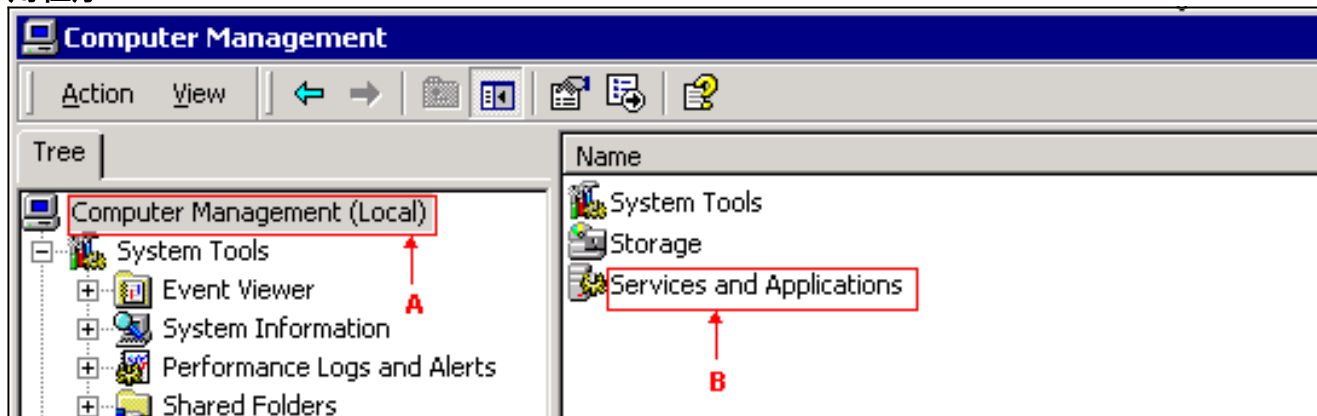 Computer Management
Action View
Tree
Name
Computer Management (Local)
System Tools
Event Viewer
System Information
Performance Logs and Alerts
Shared Folders
System Tools
Storage
Services and Applications
A
B